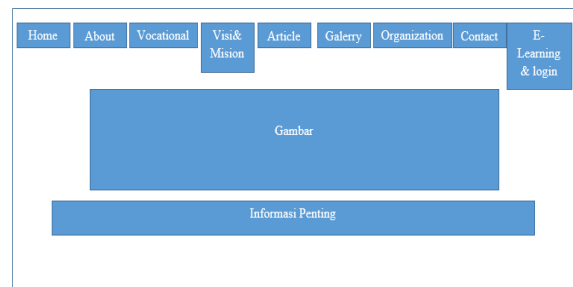 Home
About
Vocational
Visi&
Mision
Article
Galerry
Organization
Contact
E-
Learning
& login
Gambar
Informasi Penting